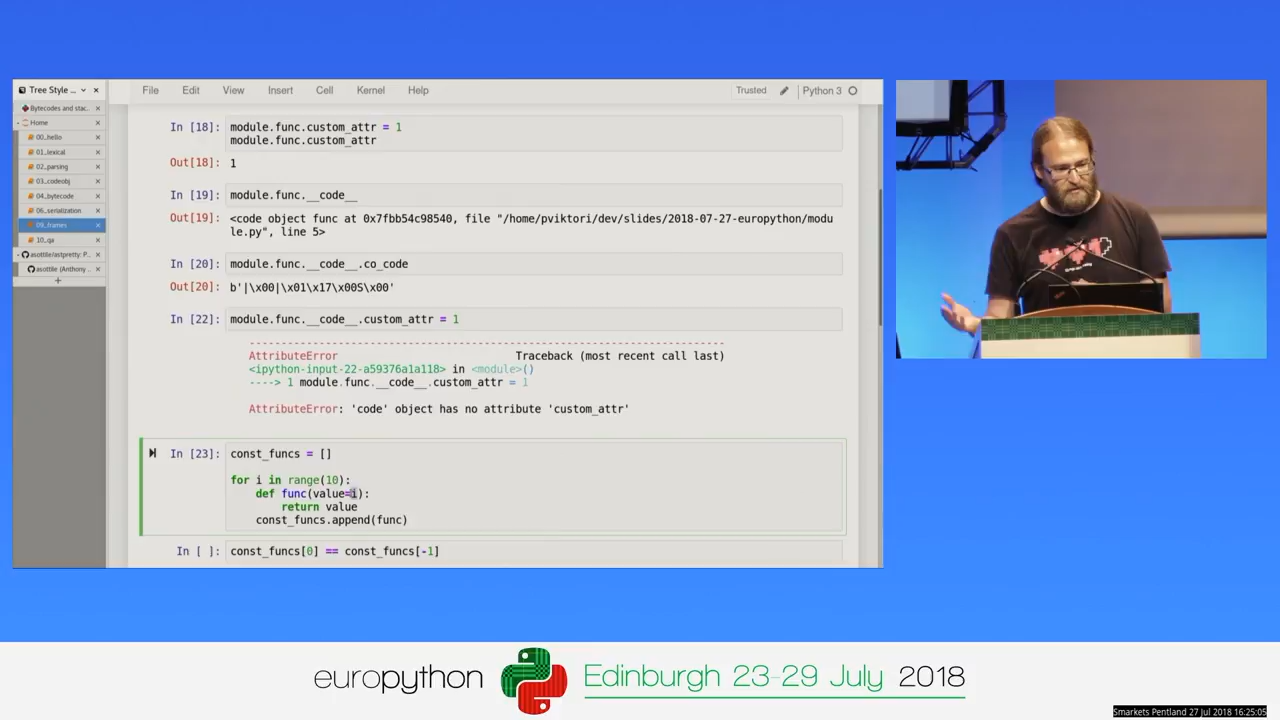 Tree Style ...
Bytecodes and stac
Home
00_hello
01_lexical
02_parsing
03_codeobj
04_bytecode
06_serialization
09_frames
10_qa
asottile/astpretty: P
asottile (Anthony
File Edit View Insert Cell Kernel Help Trusted Python 3
In [18]: module.func.custom_attr = 1
module.func.custom_attr
Out[18]: 1
In [19]: module.func.__code__
Out[19]: <code object func at 0x7fbb54c98540, file "/home/pviktori/dev/slides/2018-07-27-europython/modu
le.py", line 5>
In [20]: module.func.__code__.co_code
Out[20]: b'|\x00|\x01\x17\x00S\x00'
In [22]: module.func.__code__.custom_attr = 1
AttributeError Traceback (most recent call last)
<ipython-input-22-a59376a1a118> in <module>()
----> 1 module.func.__code__.custom_attr = 1
AttributeError: 'code' object has no attribute 'custom_attr'
In [23]: const_funcs = []
for i in range(10):
def func(value=i):
return value
const_funcs.append(func)
In [ ]: const_funcs[0] == const_funcs[-1]
europython Edinburgh 23-29 July 2018
Smarkets Pentland 27 Jul 2018 16:25:05